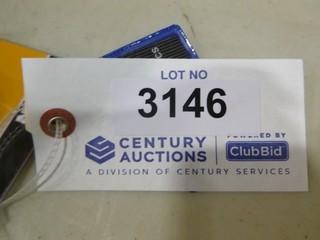 LOT NO
3146
CENTURY
AUCTIONS
POWERED BY
ClubBid
A DIVISION OF CENTURY SERVICES